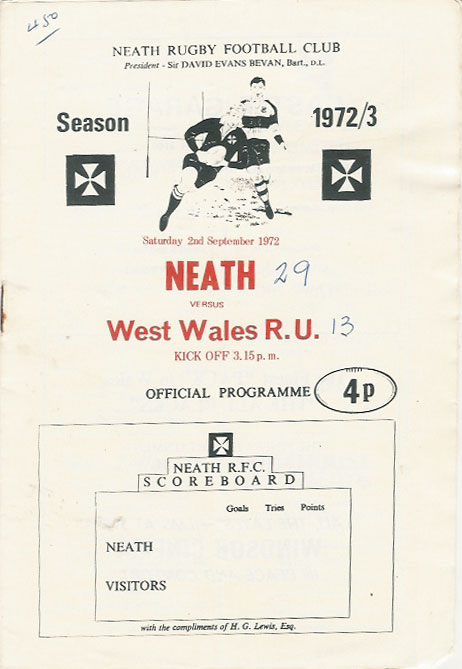 450
NEATH RUGBY FOOTBALL CLUB
President - Sir DAVID EVANS BEVAN, Bart., D.L.
Season 1972/3
Saturday 2nd September 1972
NEATH 29
VERSUS
West Wales R.U. 13
KICK OFF 3.15 p.m.
OFFICIAL PROGRAMME 4p
NEATH R.F.C.
SCOREBOARD
Goals Tries Points
NEATH
VISITORS
with the compliments of H. G. Lewis, Esq.